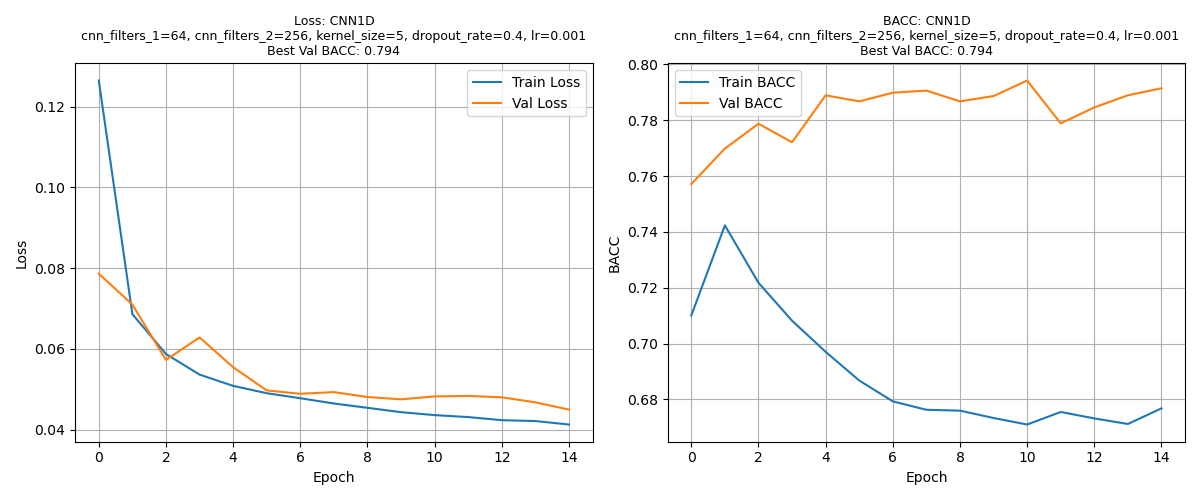 Loss: CNN1D
cnn_filters_1=64, cnn_filters_2=256, kernel_size=5, dropout_rate=0.4, lr=0.001
Best Val BACC: 0.794
Train Loss
Val Loss
0.12
0.10
0.08
0.06
0.04
Loss
0 2 4 6 8 10 12 14
Epoch
BACC: CNN1D
cnn_filters_1=64, cnn_filters_2=256, kernel_size=5, dropout_rate=0.4, lr=0.001
Best Val BACC: 0.794
Train BACC
Val BACC
0.80
0.78
0.76
0.74
0.72
0.70
0.68
BACC
0 2 4 6 8 10 12 14
Epoch